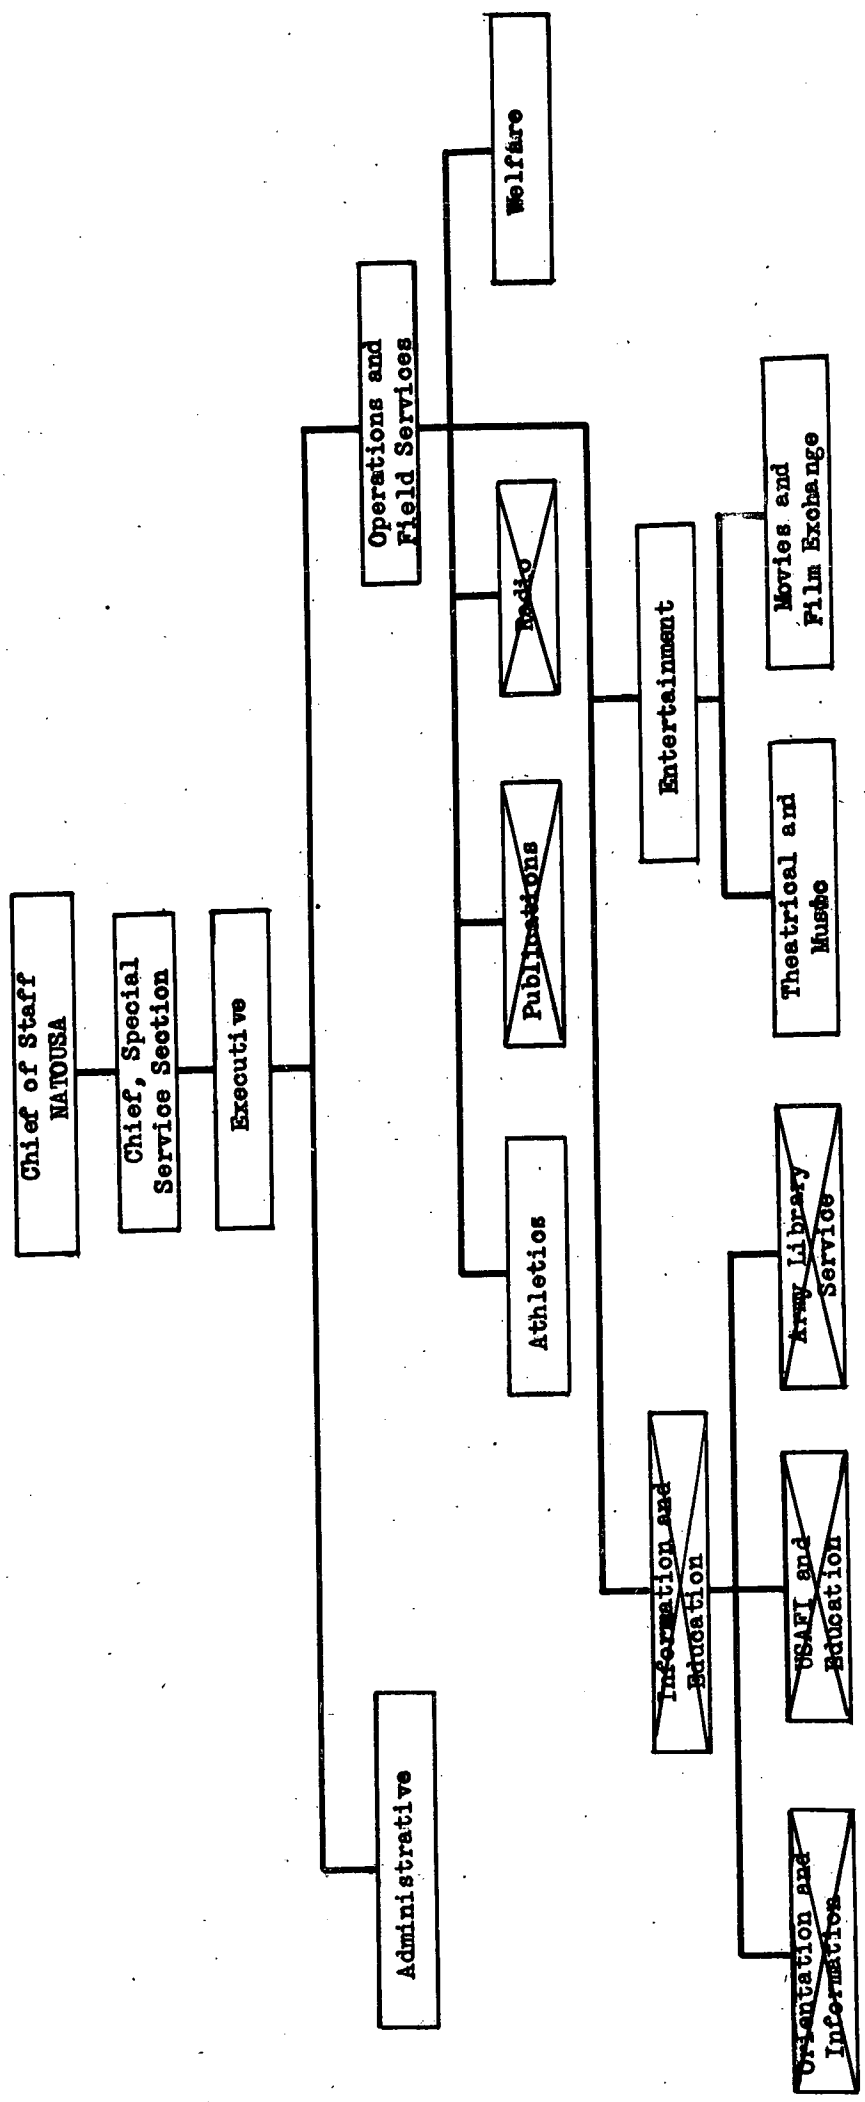 Chief of Staff
NATOUSA
Chief, Special
Service Section
Executive
Administrative
Operations and
Field Services
Athletics
Publications
Radio
Welfare
Information and
Education
Entertainment
Orientation and
Information
USAFI and
Education
Army Library
Service
Theatrical and
Music
Movies and
Film Exchange